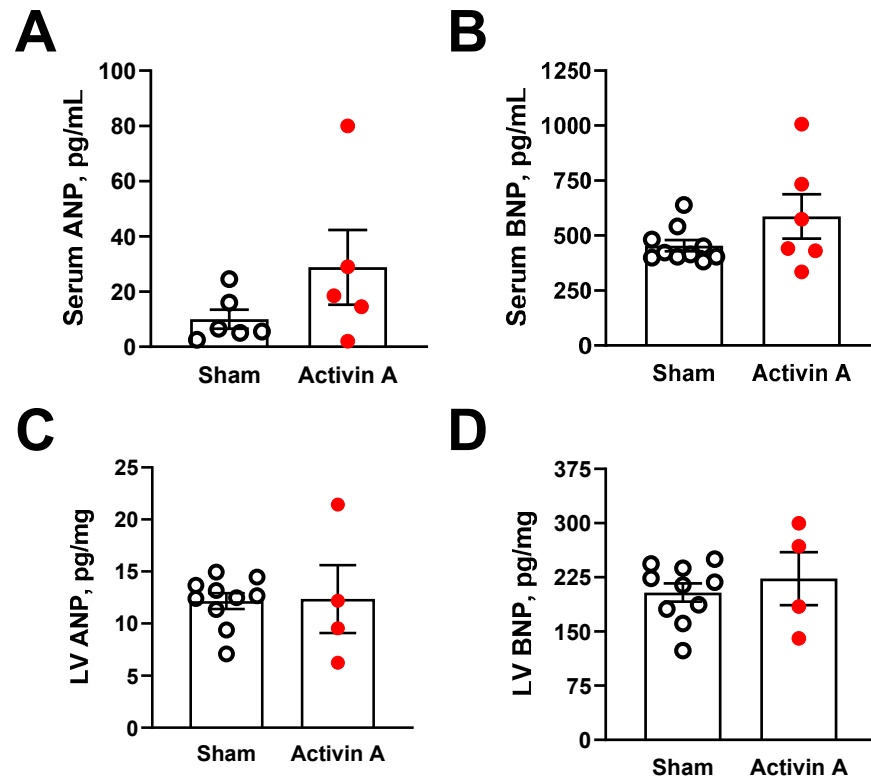 A
Serum ANP, pg/mL
100
80
60
40
20
0
Sham Activin A
B
Serum BNP, pg/mL
1250
1000
750
500
250
0
Sham Activin A
C
LV ANP, pg/mg
25
20
15
10
5
0
Sham Activin A
D
LV BNP, pg/mg
375
300
225
150
75
0
Sham Activin A